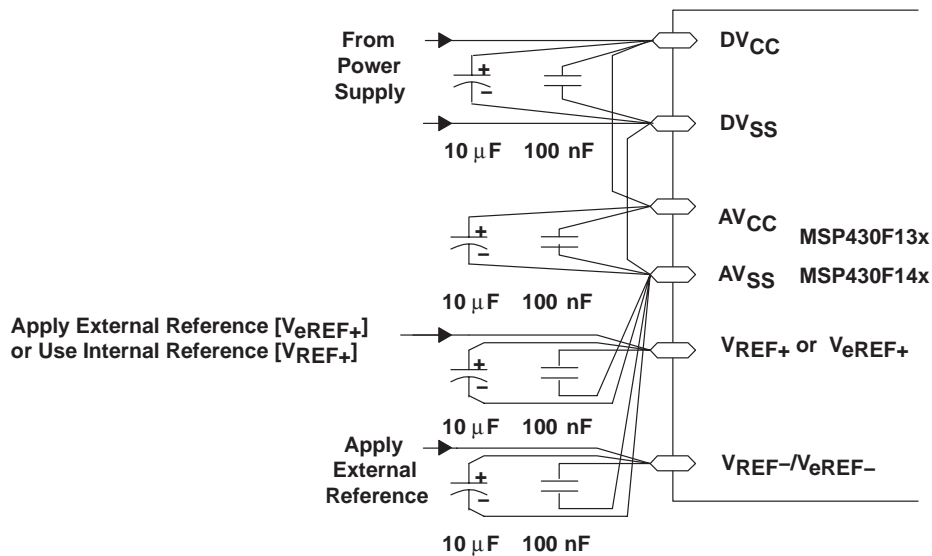 From
Power
Supply
+
−
10 μF 100 nF
DVCC
DVSS
+
−
10 μF 100 nF
AVCC
MSP430F13x
AVSS MSP430F14x
Apply External Reference [VeREF+]
or Use Internal Reference [VREF+]
+
−
10 μF 100 nF
VREF+ or VeREF+
Apply
External
Reference
+
−
10 μF 100 nF
VREF−/VeREF−